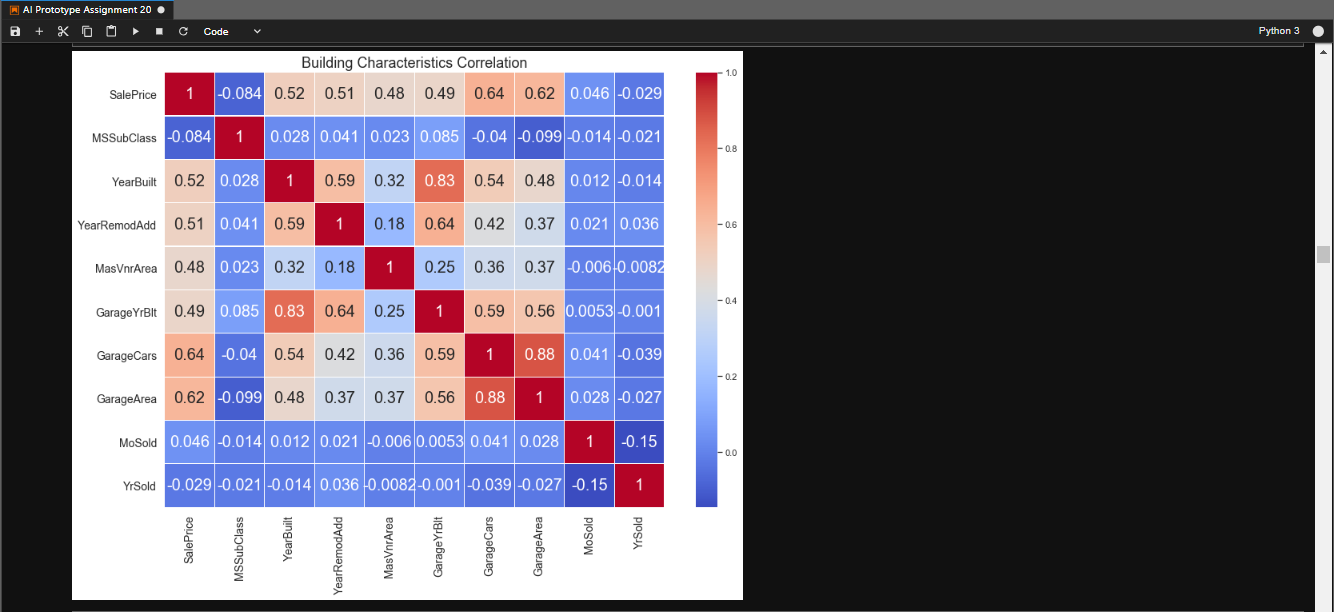 AI Prototype Assignment 20
Code
Python 3
Building Characteristics Correlation
SalePrice 1 -0.084 0.52 0.51 0.48 0.49 0.64 0.62 0.046 -0.029
MSSubClass -0.084 1 0.028 0.041 0.023 0.085 -0.04 -0.099 -0.014 -0.021
YearBuilt 0.52 0.028 1 0.59 0.32 0.83 0.54 0.48 0.012 -0.014
YearRemodAdd 0.51 0.041 0.59 1 0.18 0.64 0.42 0.37 0.021 0.036
MasVnrArea 0.48 0.023 0.32 0.18 1 0.25 0.36 0.37 -0.006 -0.0082
GarageYrBlt 0.49 0.085 0.83 0.64 0.25 1 0.59 0.56 0.0053 -0.001
GarageCars 0.64 -0.04 0.54 0.42 0.36 0.59 1 0.88 0.041 -0.039
GarageArea 0.62 -0.099 0.48 0.37 0.37 0.56 0.88 1 0.028 -0.027
MoSold 0.046 -0.014 0.012 0.021 -0.006 0.0053 0.041 0.028 1 -0.15
YrSold -0.029 -0.021 -0.014 0.036 -0.0082 -0.001 -0.039 -0.027 -0.15 1
SalePrice
MSSubClass
YearBuilt
YearRemodAdd
MasVnrArea
GarageYrBlt
GarageCars
GarageArea
MoSold
YrSold
1.0
0.8
0.6
0.4
0.2
0.0